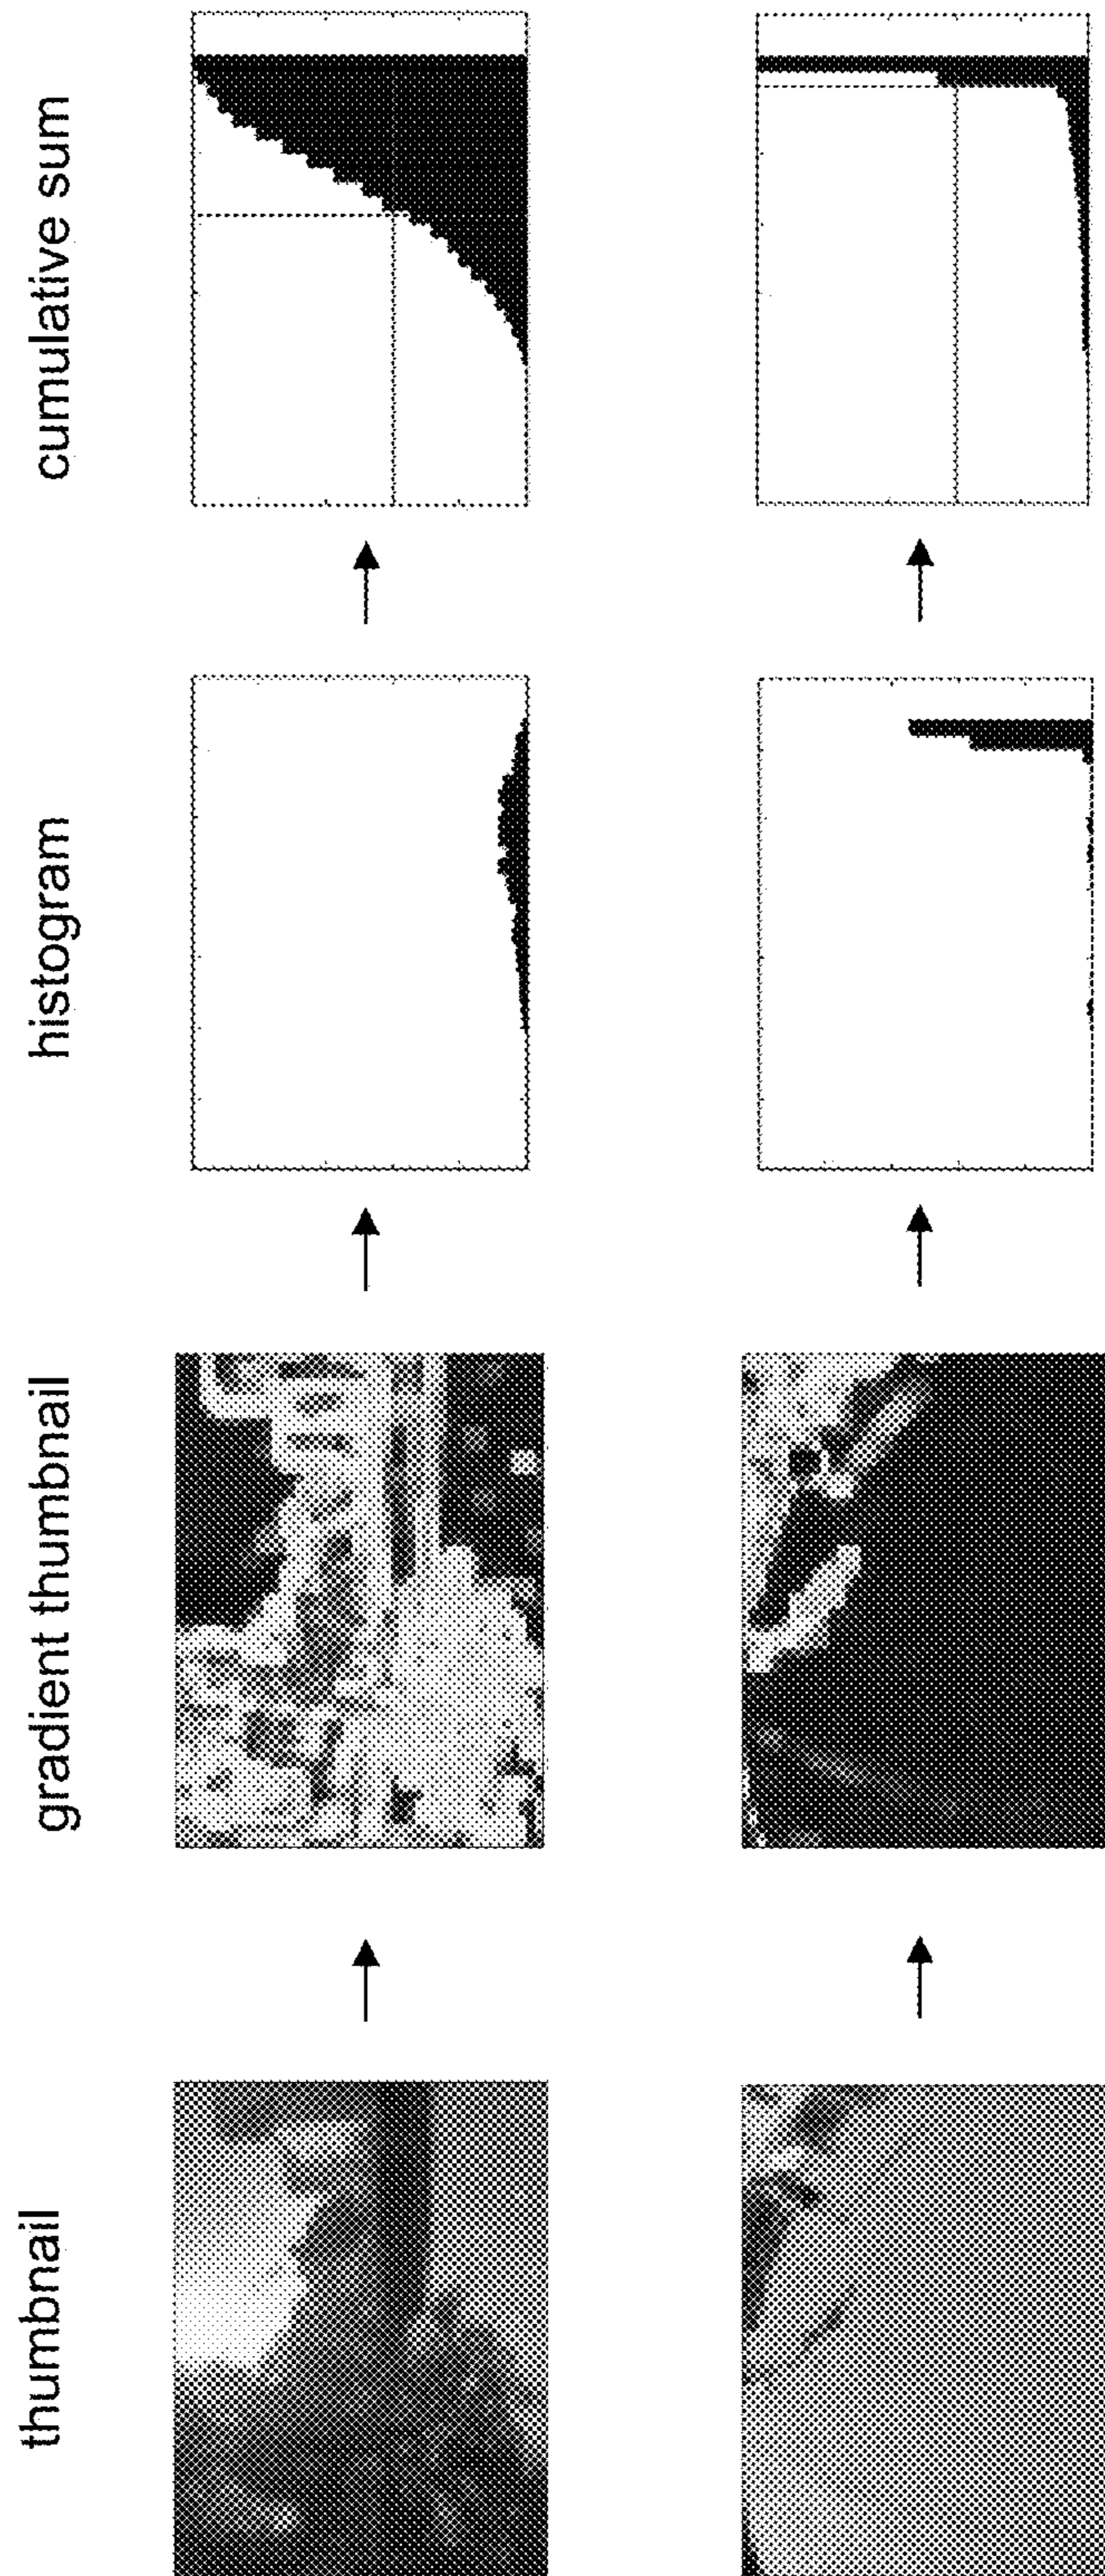 thumbnail
gradient thumbnail
histogram
cumulative sum